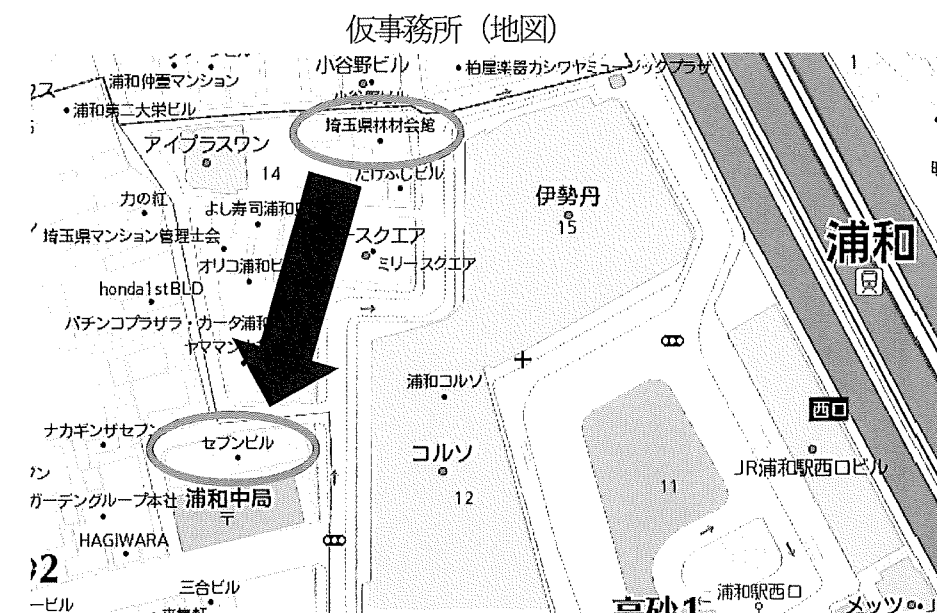 仮事務所（地図）
小谷野ビル
柏屋楽器カシワヤミュージックプラザ
1
浦和仲臺マンション
浦和第二大栄ビル
埼玉県林材会館
アイプラスワン
14
たけふじビル
力の紅
よし寿司浦和
伊勢丹
15
浦和
埼玉県マンション管理士会
スクエア
ミリースクエア
オリコ浦和ビ
honda1stBLD
パチンコプラザラ・カータ浦和
ヤママン
浦和コルソ
西口
ナカギンザセブン
セブンビル
コルソ
JR浦和駅西口ビル
ガーデングループ本社
浦和中局
〒
12
11
HAGIWARA
2
三合ビル
浦和駅西口
ービル
高砂1
メッツ